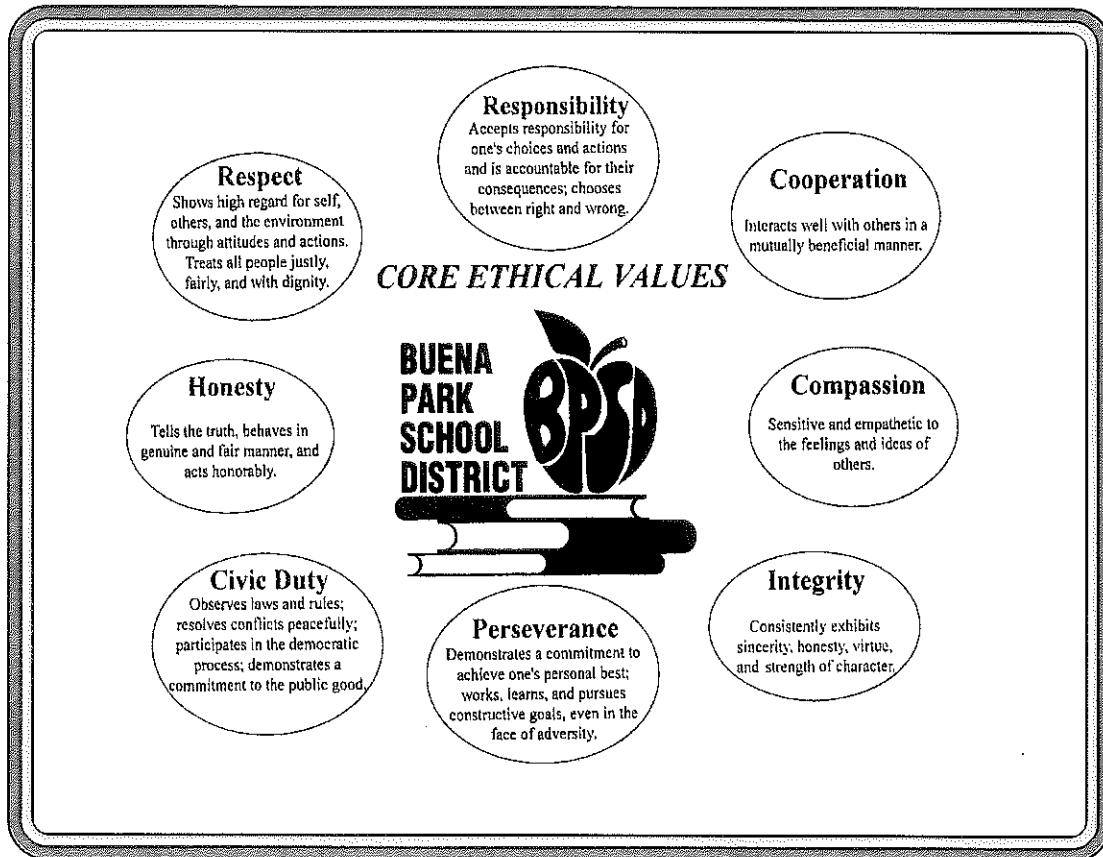 Responsibility
Accepts responsibility for
one's choices and actions
and is accountable for their
consequences; chooses
between right and wrong.
Respect
Shows high regard for self,
others, and the environment
through attitudes and actions.
Treats all people justly,
fairly, and with dignity.
Cooperation
Interacts well with others in a
mutually beneficial manner.
CORE ETHICAL VALUES
BUENA
PARK
SCHOOL
DISTRICT
BPSD
Honesty
Tells the truth, behaves in
genuine and fair manner, and
acts honorably.
Compassion
Sensitive and empathetic to
the feelings and ideas of
others.
Civic Duty
Observes laws and rules;
resolves conflicts peacefully;
participates in the democratic
process; demonstrates a
commitment to the public good.
Perseverance
Demonstrates a commitment to
achieve one's personal best;
works, learns, and pursues
constructive goals, even in the
face of adversity.
Integrity
Consistently exhibits
sincerity, honesty, virtue,
and strength of character.